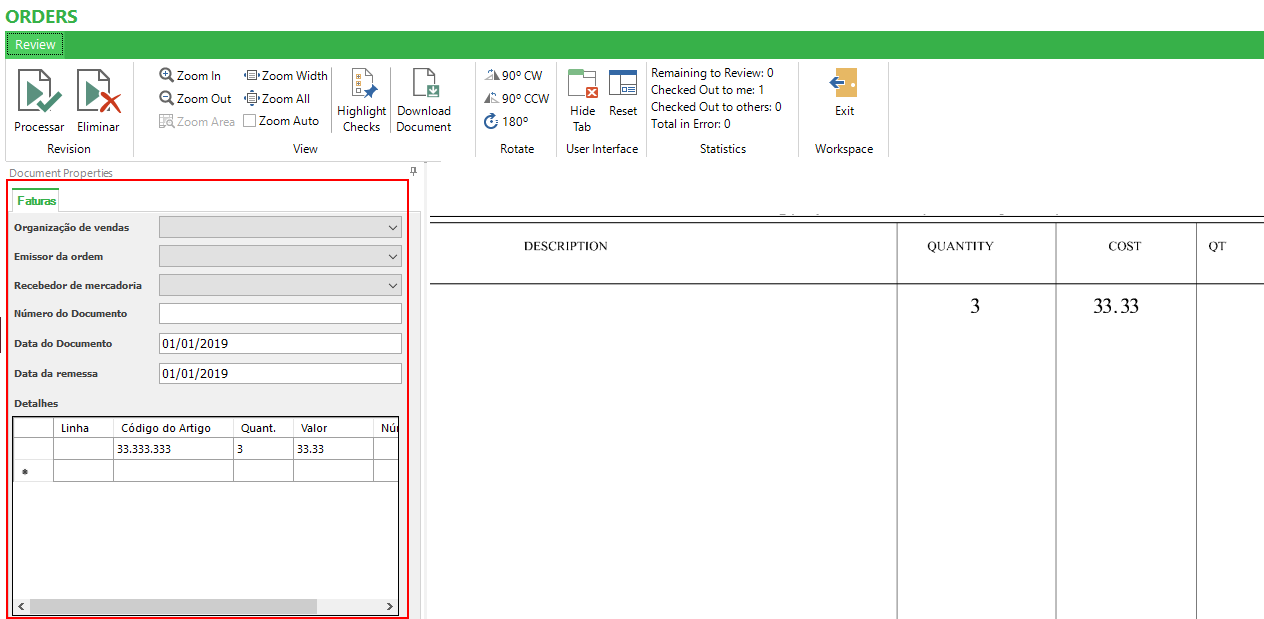 ORDERS
Review
Processar
Eliminar
Revision
Zoom In
Zoom Out
Zoom Area
Zoom Width
Zoom All
Zoom Auto
Highlight
Checks
Download
Document
View
90º CW
90º CCW
180º
Rotate
Hide
Tab
Reset
User Interface
Remaining to Review: 0
Checked Out to me: 1
Checked Out to others: 0
Total in Error: 0
Statistics
Exit
Workspace
Document Properties
Faturas
Organização de vendas
Emissor da ordem
Recebedor de mercadoria
Número do Documento
Data do Documento 01/01/2019
Data da remessa 01/01/2019
Detalhes
Linha Código do Artigo Quant. Valor
33.333.333 3 33.33
*
DESCRIPTION QUANTITY COST QT
3 33.33